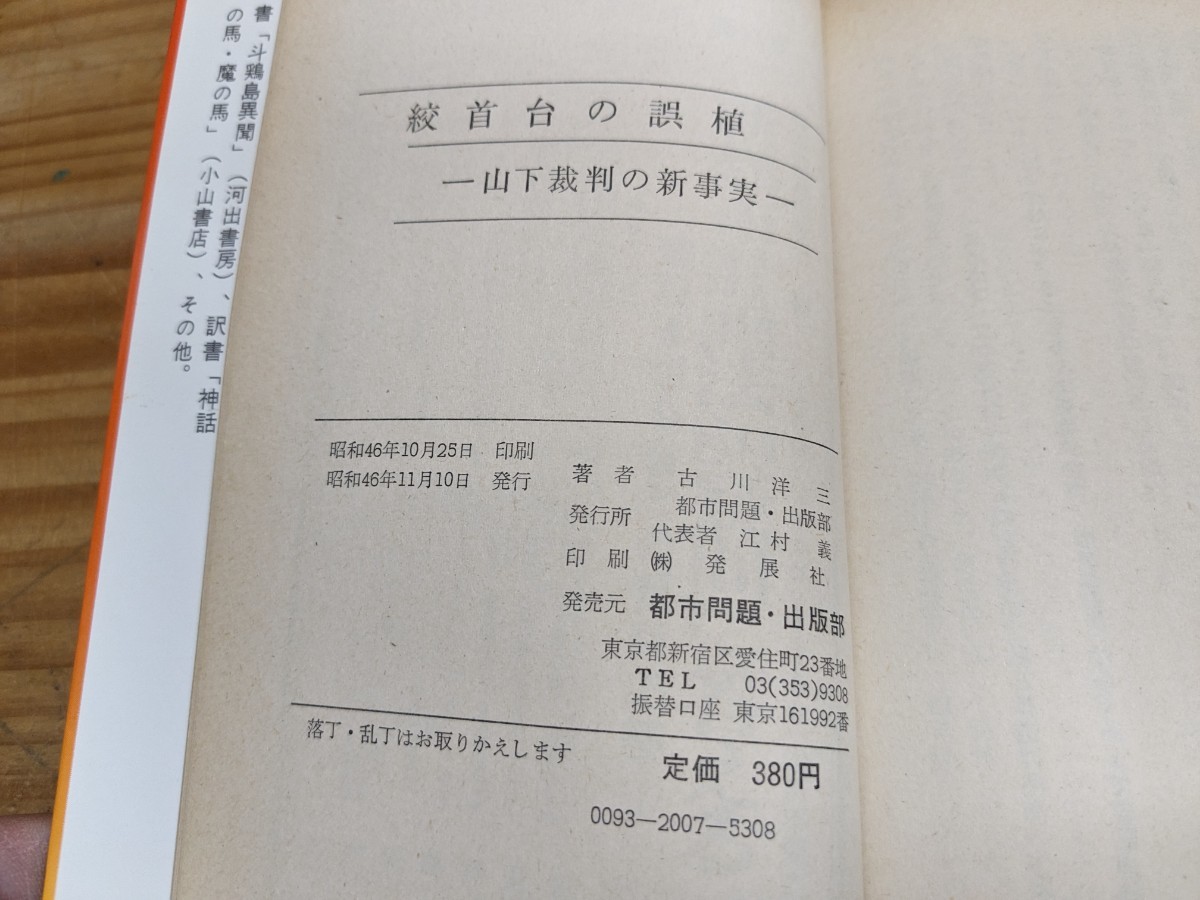 書「斗鶏島異聞」（河出書房）、訳書「神話
の馬・魔の馬」（小山書店）、その他。
絞首台の誤植
―山下裁判の新事実―
昭和46年10月25日 印刷
昭和46年11月10日 発行
著者 古川洋三
発行所 都市問題・出版部
代表者 江村 義
印刷 ㈱ 発展社
発売元 都市問題・出版部
東京都新宿区愛住町23番地
TEL 03(353)9308
振替口座 東京161992番
落丁・乱丁はお取りかえします
定価 380円
0093―2007―5308